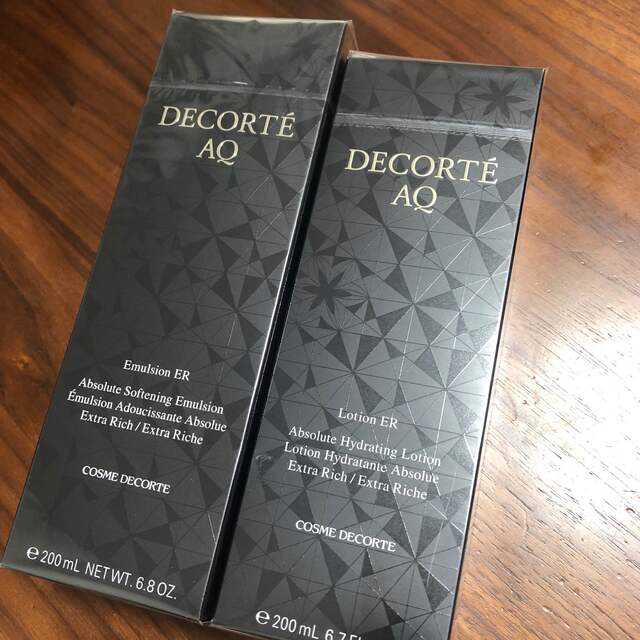 DECORTÉ
AQ
Emulsion ER
Absolute Softening Emulsion
Émulsion Adoucissante Absolue
Extra Rich / Extra Riche
COSME DECORTE
℮ 200 mL NET WT. 6.8 OZ.
DECORTÉ
AQ
Lotion ER
Absolute Hydrating Lotion
Lotion Hydratante Absolue
Extra Rich / Extra Riche
COSME DECORTE
℮ 200 mL 6.7